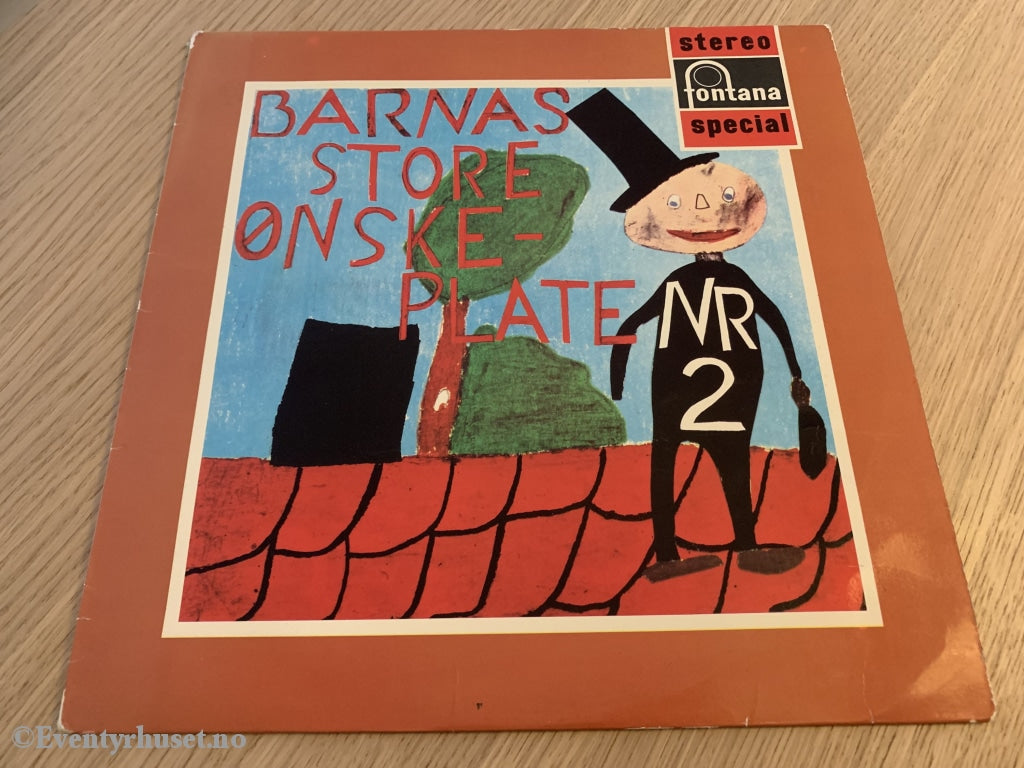 stereo
fontana
special
BARNAS
STORE
ØNSKE-
PLATE
NR
2
©Eventyrhuset.no